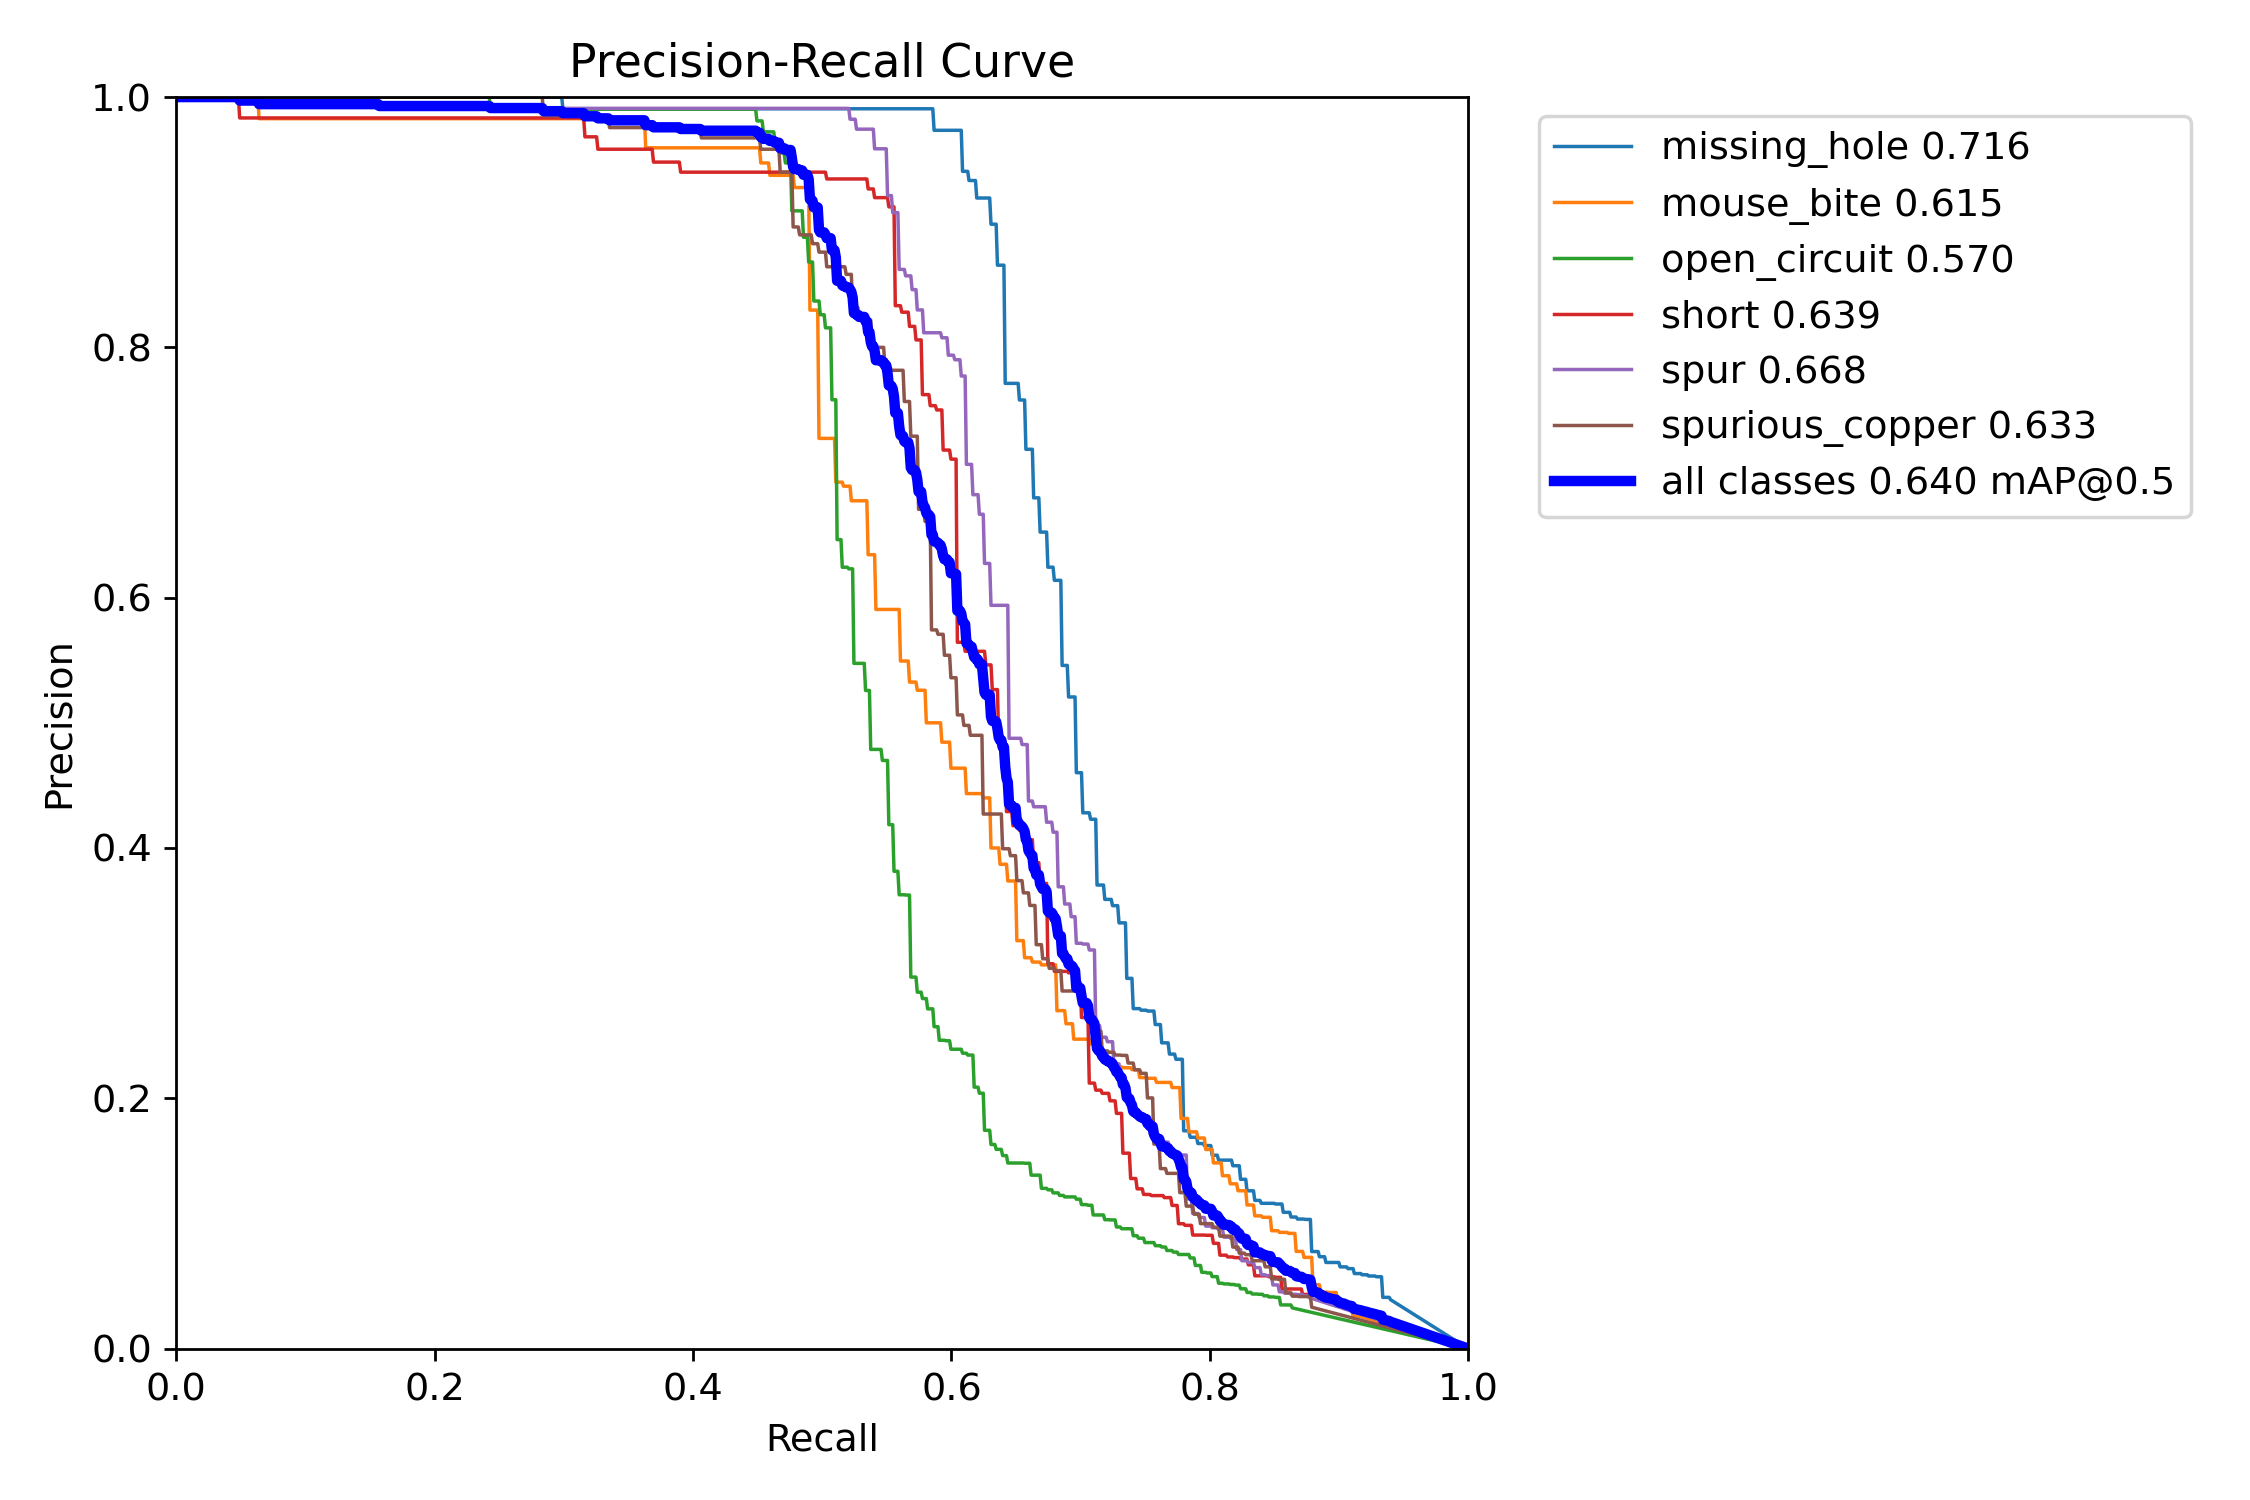 Precision-Recall Curve
1.0
0.8
0.6
0.4
0.2
0.0
Precision
0.0 0.2 0.4 0.6 0.8 1.0
Recall
missing_hole 0.716
mouse_bite 0.615
open_circuit 0.570
short 0.639
spur 0.668
spurious_copper 0.633
all classes 0.640 mAP@0.5